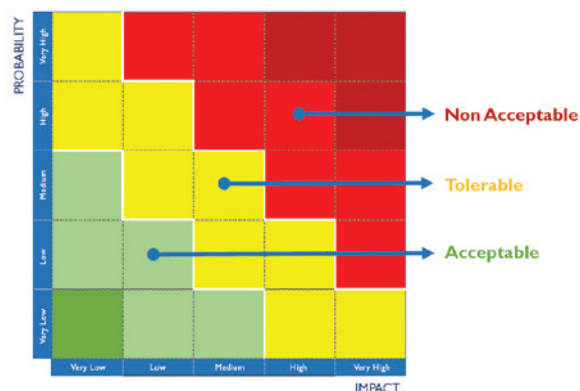 PROBABILITY
Very High
High
Medium
Low
Very Low
Non Acceptable
Tolerable
Acceptable
Very Low
Low
Medium
High
Very High
IMPACT